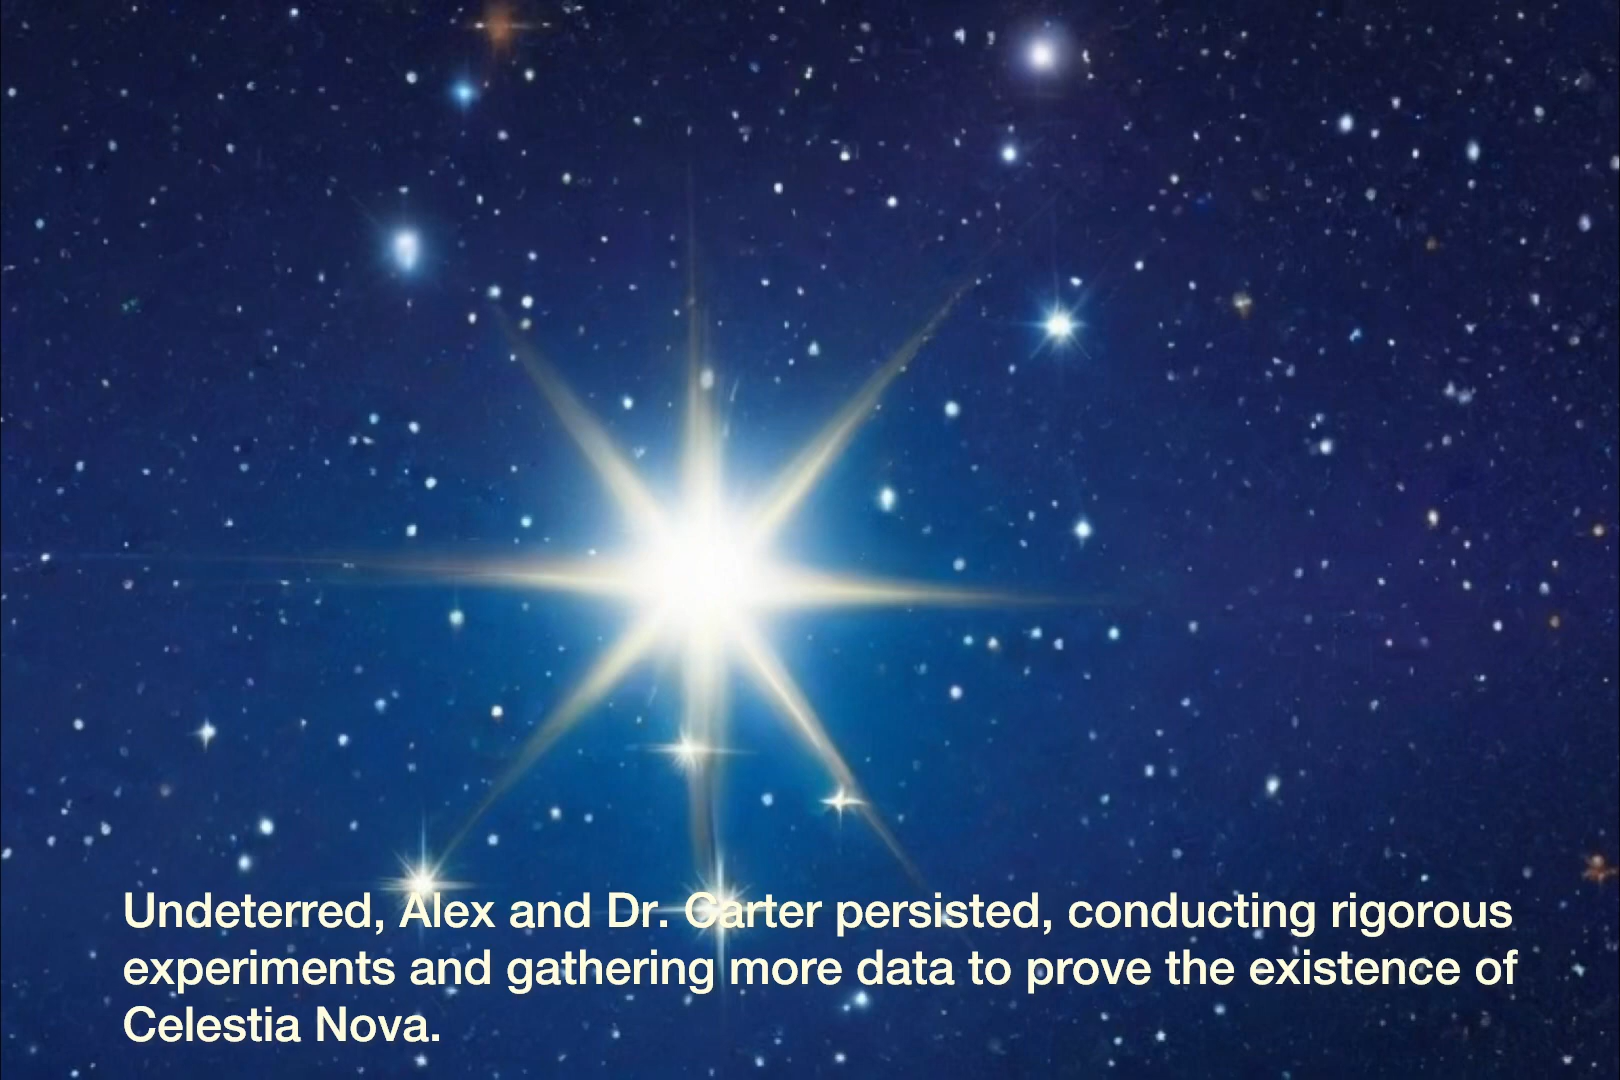 Undeterred, Alex and Dr. Carter persisted, conducting rigorous
experiments and gathering more data to prove the existence of
Celestia Nova.